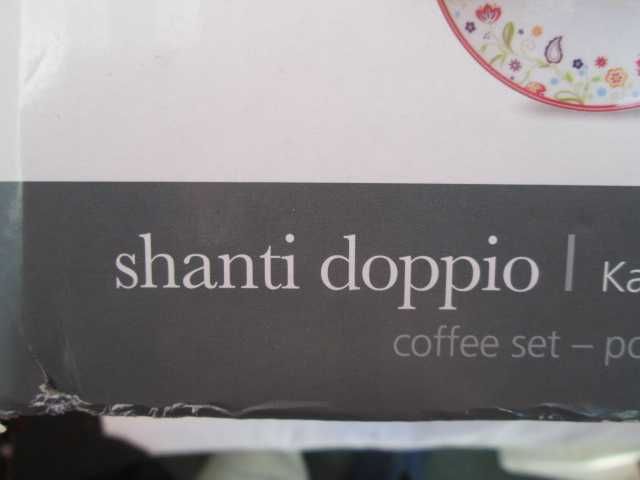 shanti doppio | Ka
coffee set – po